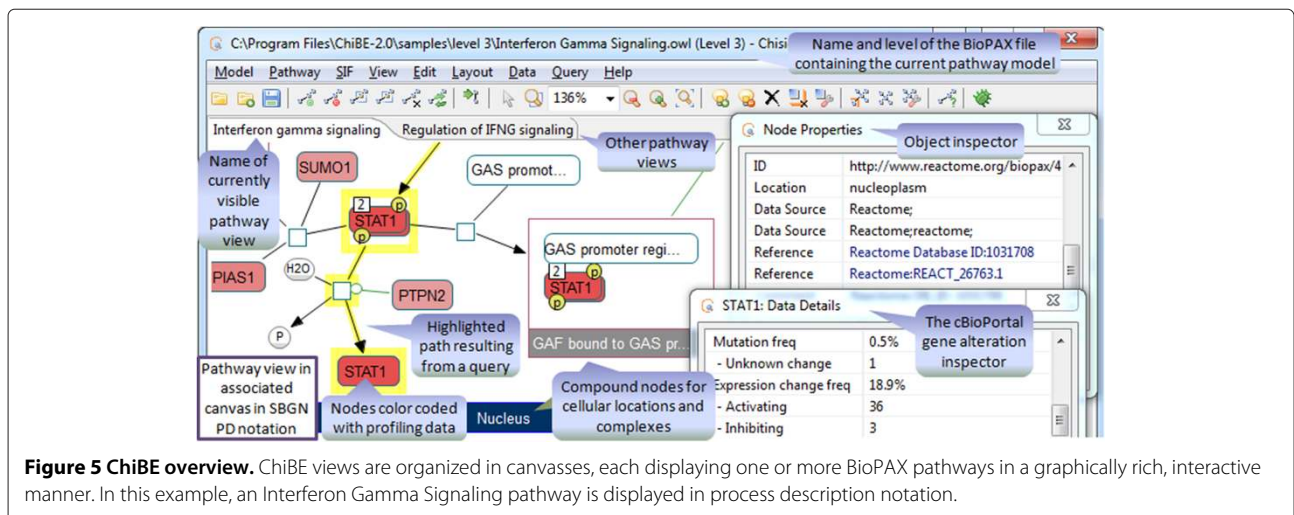 C:\Program Files\ChiBE-2.0\samples\level 3\Interferon Gamma Signaling.owl (Level 3) - Chisi
Name and level of the BioPAX file
containing the current pathway model
Model Pathway SIF View Edit Layout Data Query Help
136%
Interferon gamma signaling
Regulation of IFNG signaling
Name of
currently
visible
pathway
view
Other pathway
views
SUMO1
GAS promot...
2
p
STAT1
p
PIAS1
H2O
PTPN2
P
GAS promoter regi...
2
p
STAT1
p
GAF bound to GAS pr...
Highlighted
path resulting
from a query
STAT1
Pathway view in
associated
canvas in SBGN
PD notation
Nodes color coded
with profiling data
Nucleus
Compound nodes for
cellular locations and
complexes
Node Properties
Object inspector
ID http://www.reactome.org/biopax/4
Location nucleoplasm
Data Source Reactome;
Data Source Reactome;reactome;
Reference Reactome Database ID:1031708
Reference Reactome:REACT_26763.1
STAT1: Data Details
The cBioPortal
gene alteration
inspector
Mutation freq 0.5%
- Unknown change 1
Expression change freq 18.9%
- Activating 36
- Inhibiting 3
Figure 5 ChiBE overview. ChiBE views are organized in canvasses, each displaying one or more BioPAX pathways in a graphically rich, interactive
manner. In this example, an Interferon Gamma Signaling pathway is displayed in process description notation.